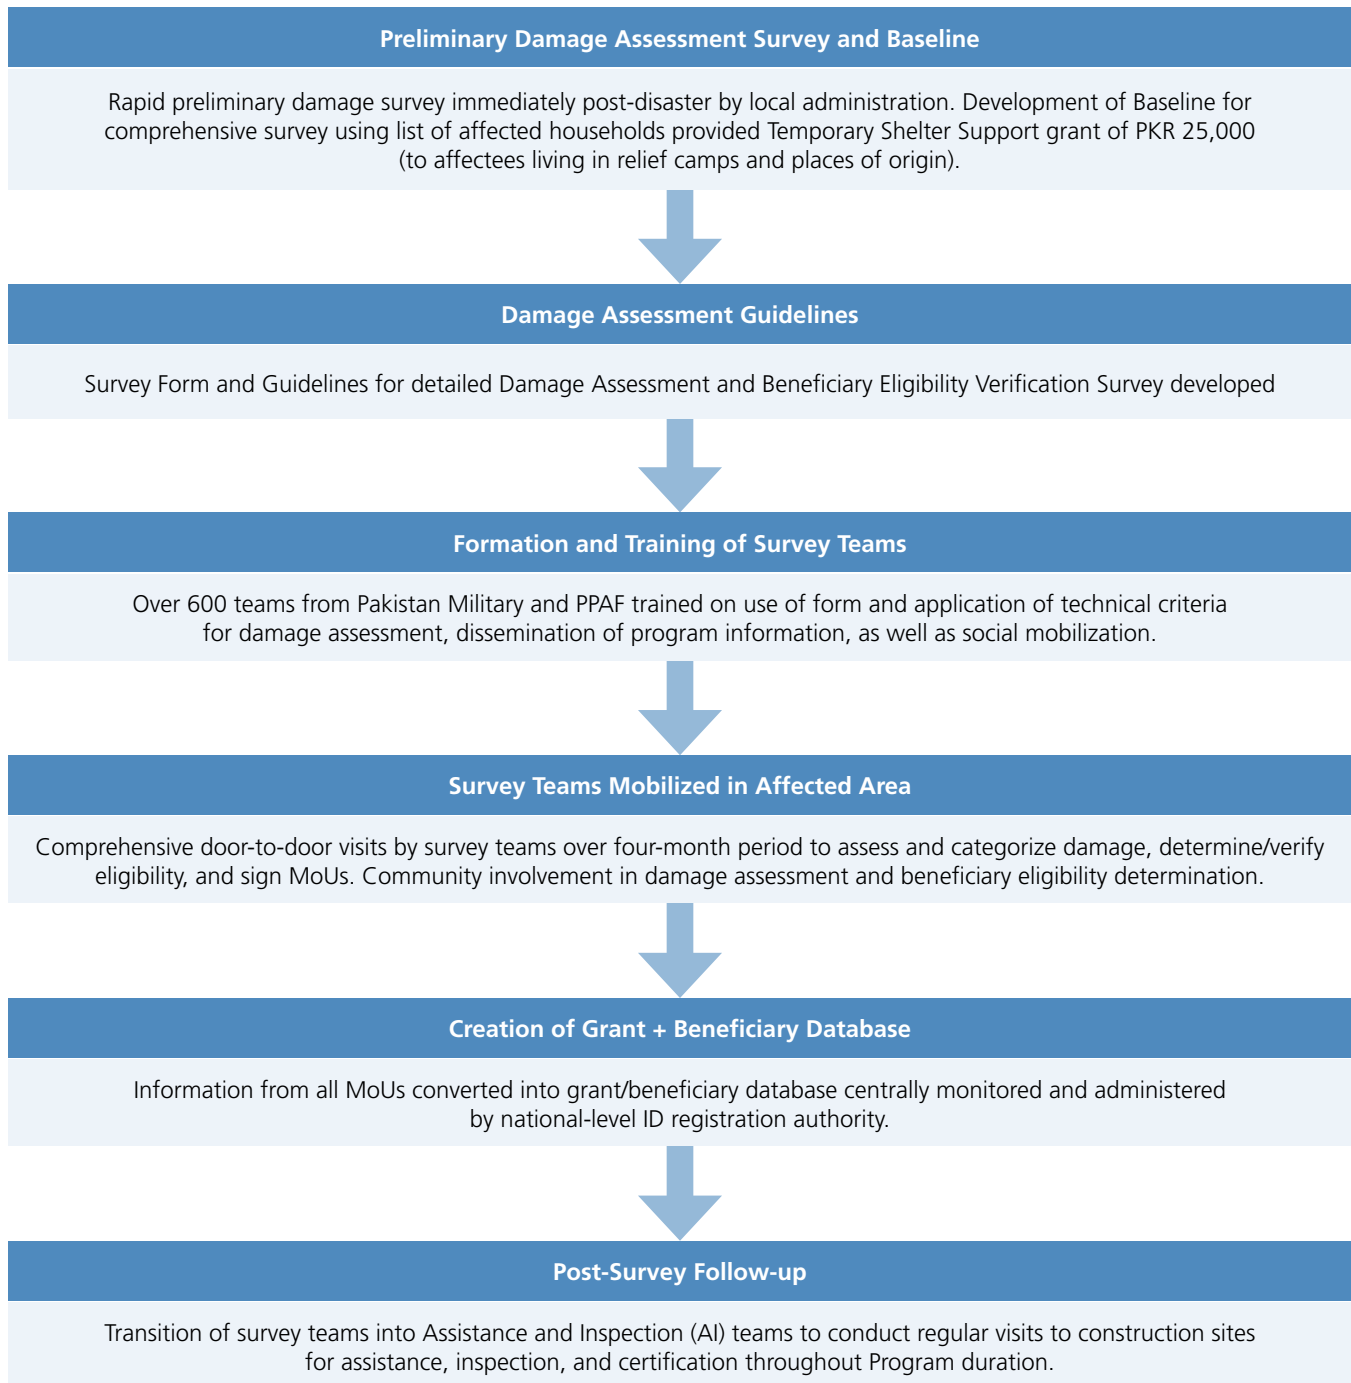 Preliminary Damage Assessment Survey and Baseline
Rapid preliminary damage survey immediately post-disaster by local administration. Development of Baseline for
comprehensive survey using list of affected households provided Temporary Shelter Support grant of PKR 25,000
(to affectees living in relief camps and places of origin).
Damage Assessment Guidelines
Survey Form and Guidelines for detailed Damage Assessment and Beneficiary Eligibility Verification Survey developed
Formation and Training of Survey Teams
Over 600 teams from Pakistan Military and PPAF trained on use of form and application of technical criteria
for damage assessment, dissemination of program information, as well as social mobilization.
Survey Teams Mobilized in Affected Area
Comprehensive door-to-door visits by survey teams over four-month period to assess and categorize damage, determine/verify
eligibility, and sign MoUs. Community involvement in damage assessment and beneficiary eligibility determination.
Creation of Grant + Beneficiary Database
Information from all MoUs converted into grant/beneficiary database centrally monitored and administered
by national-level ID registration authority.
Post-Survey Follow-up
Transition of survey teams into Assistance and Inspection (AI) teams to conduct regular visits to construction sites
for assistance, inspection, and certification throughout Program duration.